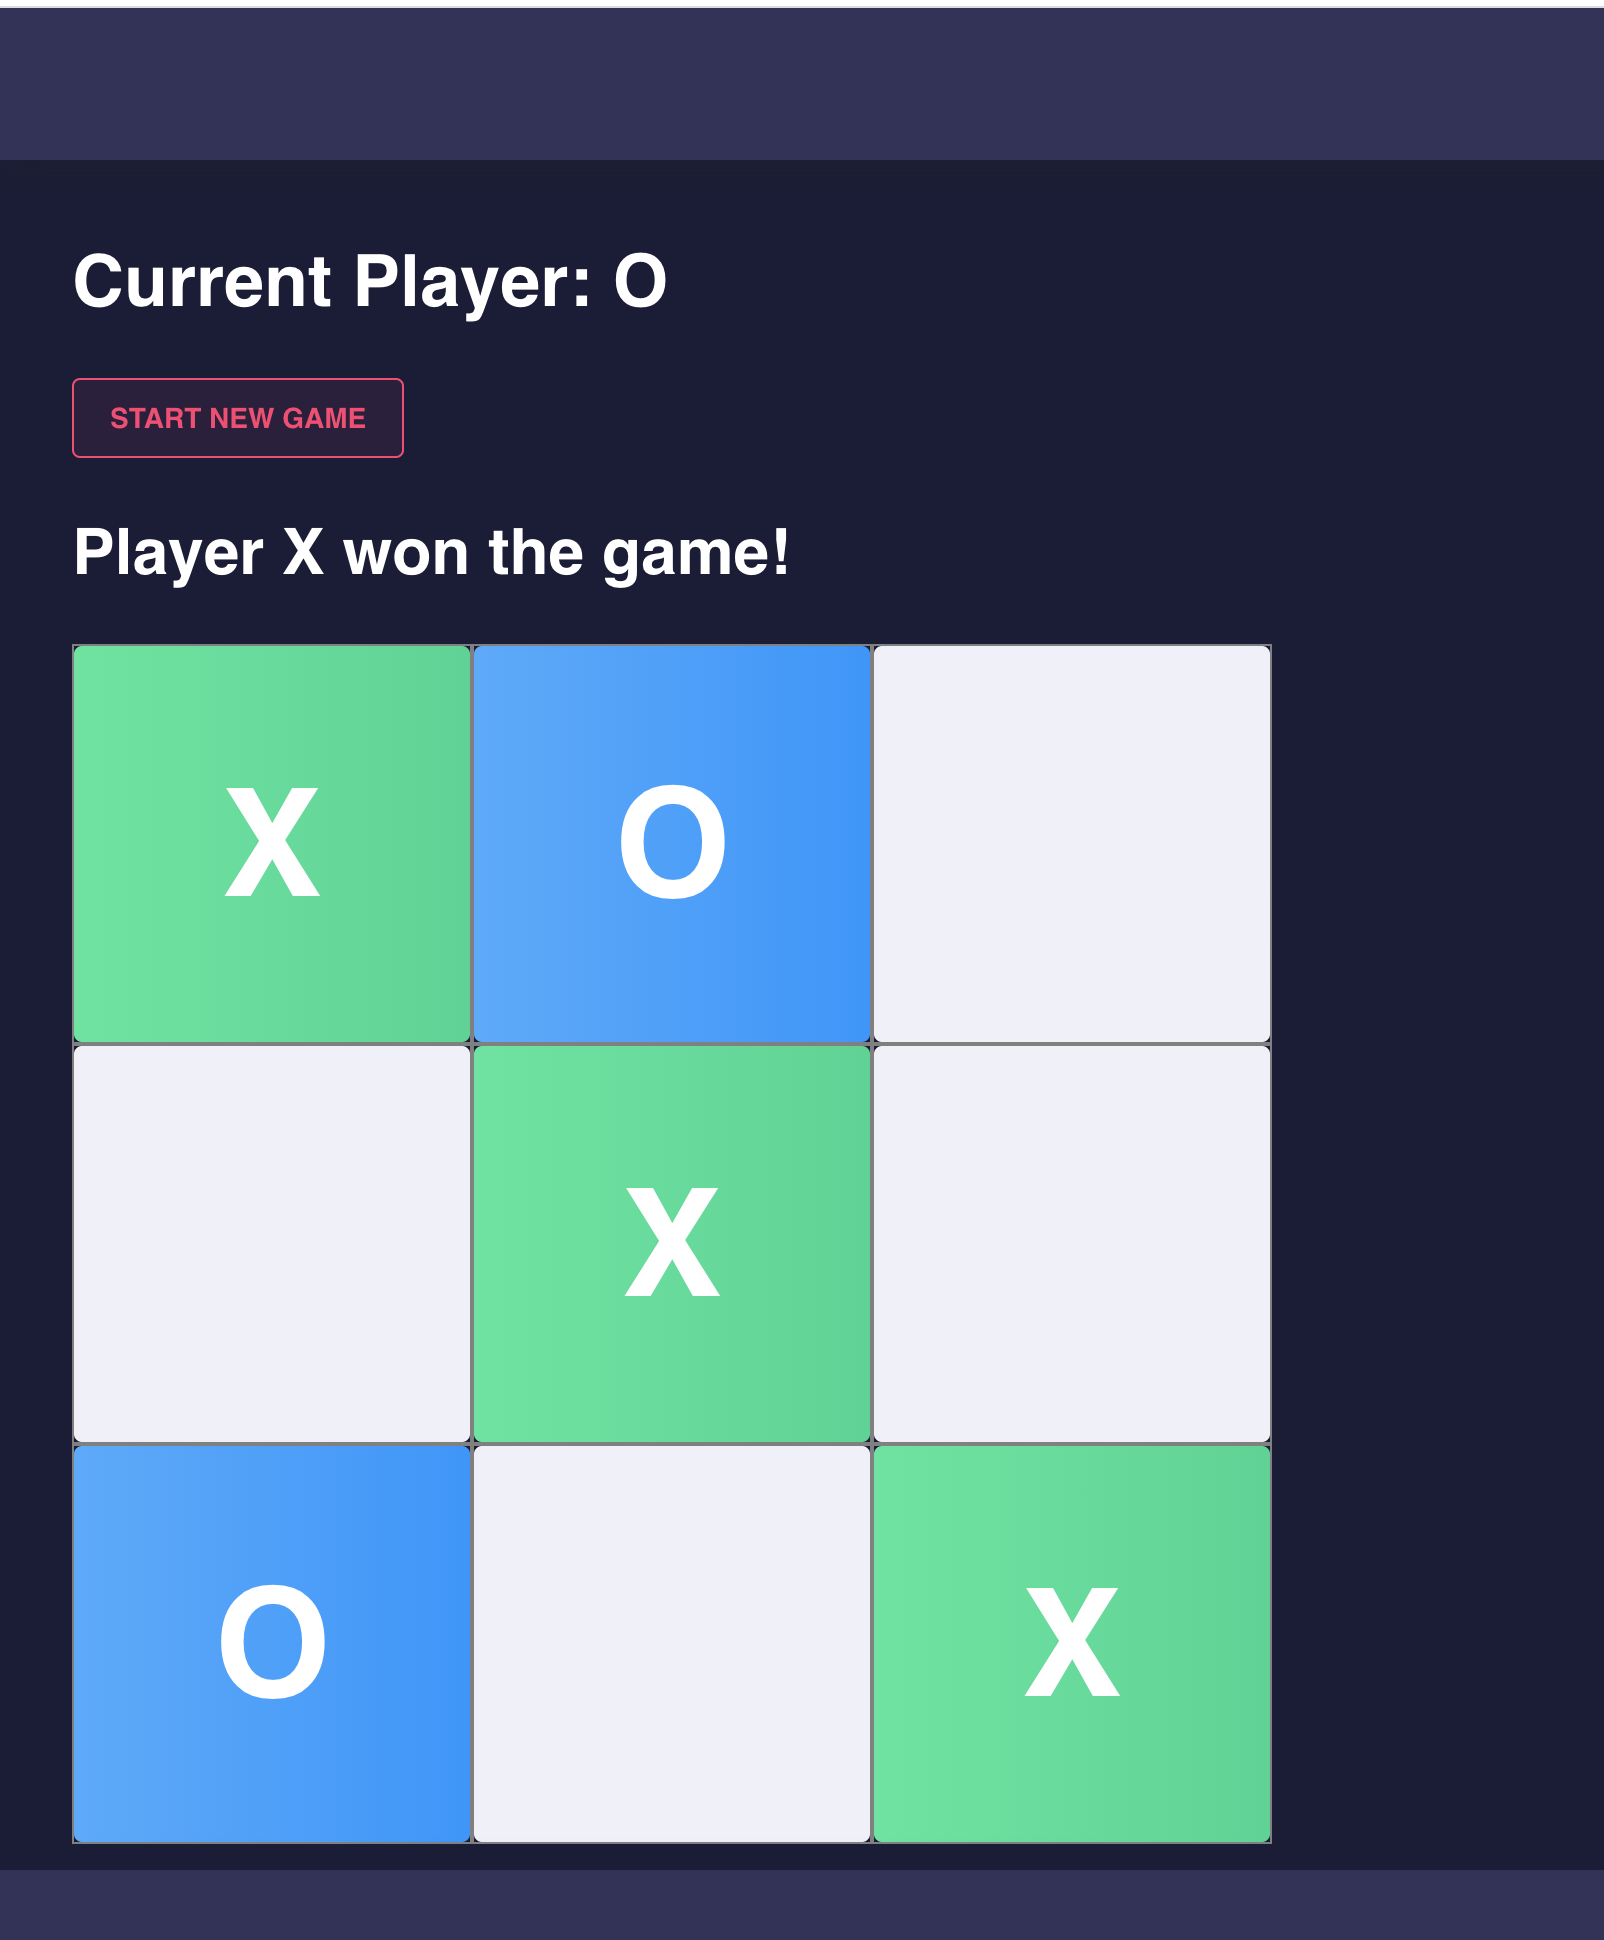 Current Player: O
START NEW GAME
Player X won the game!
X O
X
O X